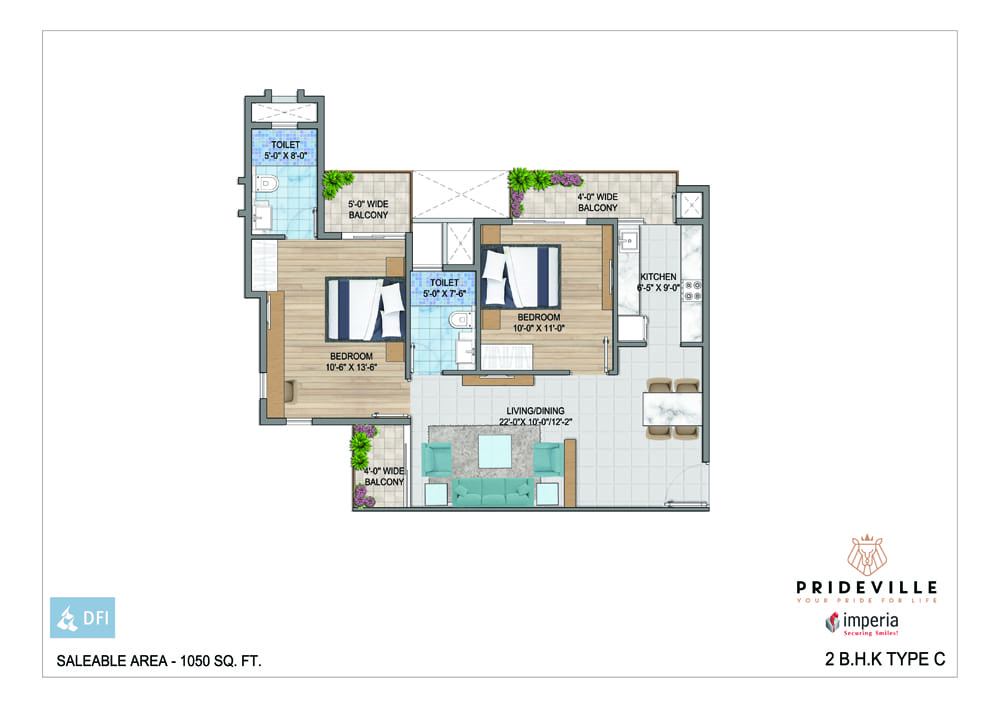 TOILET
5'-0" X 8'-0"
5'-0" WIDE
BALCONY
4'-0" WIDE
BALCONY
TOILET
5'-0" X 7'-6"
KITCHEN
6'-5" X 9'-0"
BEDROOM
10'-0" X 11'-0"
BEDROOM
10'-6" X 13'-6"
LIVING/DINING
22'-0"X 10'-0"/12'-2"
4'-0" WIDE
BALCONY
PRIDEVILLE
YOUR PRIDE FOR LIFE
imperia
Securing Smiles!
DFI
SALEABLE AREA - 1050 SQ. FT.
2 B.H.K TYPE C